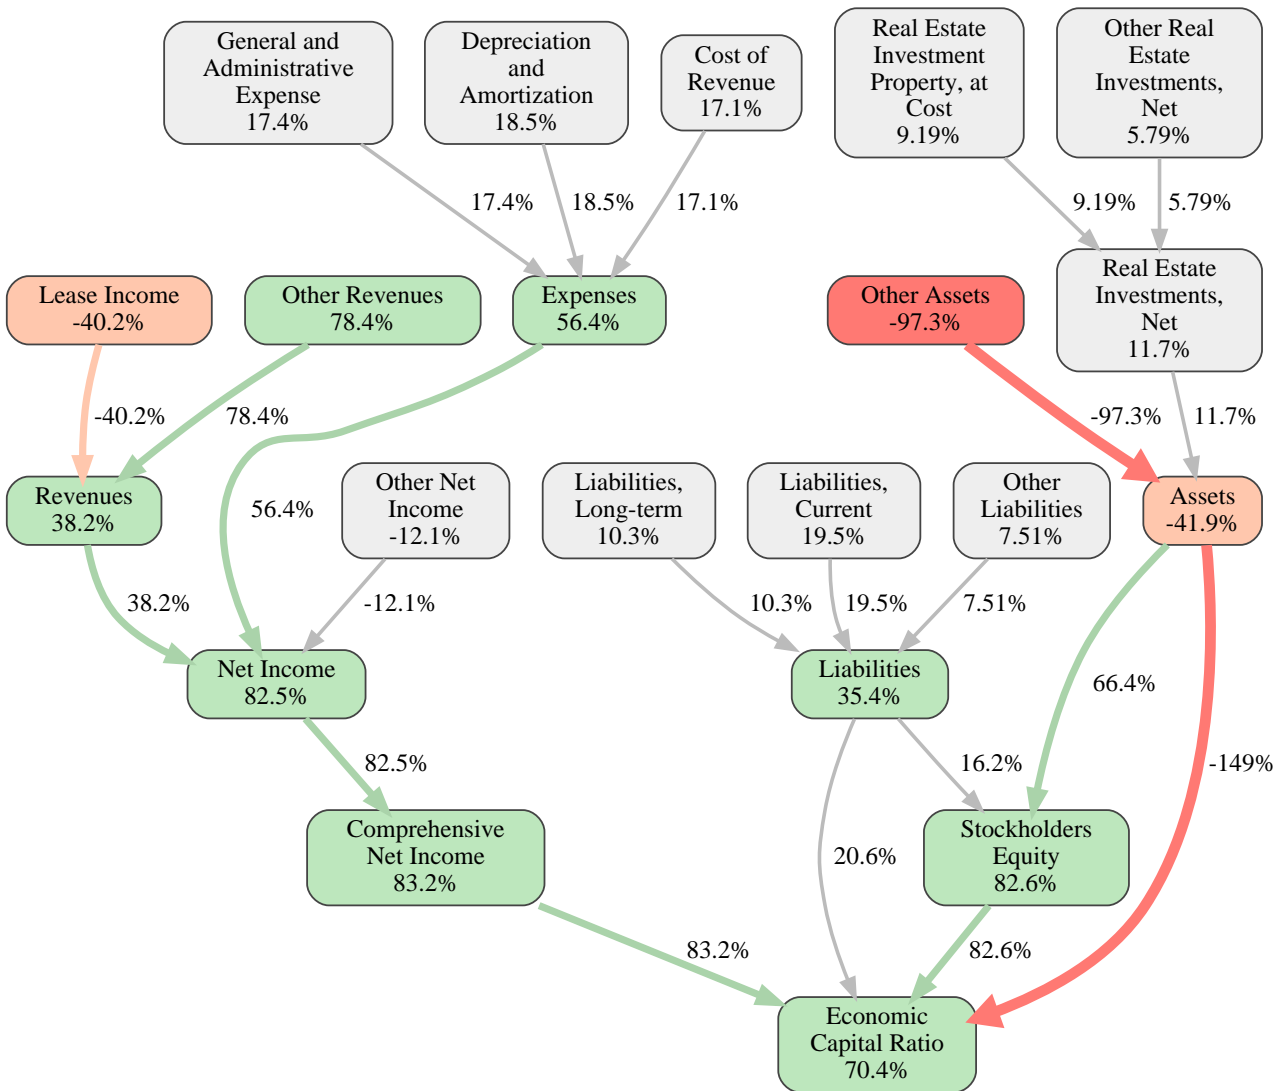 General and
Administrative
Expense
17.4%
Depreciation
and
Amortization
18.5%
Cost of
Revenue
17.1%
Real Estate
Investment
Property, at
Cost
9.19%
Other Real
Estate
Investments,
Net
5.79%
17.4%
18.5%
17.1%
9.19%
5.79%
Lease Income
-40.2%
Other Revenues
78.4%
Expenses
56.4%
Other Assets
-97.3%
Real Estate
Investments,
Net
11.7%
-40.2%
78.4%
-97.3%
11.7%
Revenues
38.2%
56.4%
Other Net
Income
-12.1%
Liabilities,
Long-term
10.3%
Liabilities,
Current
19.5%
Other
Liabilities
7.51%
Assets
-41.9%
38.2%
-12.1%
10.3%
19.5%
7.51%
Net Income
82.5%
Liabilities
35.4%
66.4%
82.5%
16.2%
-149%
Comprehensive
Net Income
83.2%
20.6%
Stockholders
Equity
82.6%
83.2%
82.6%
Economic
Capital Ratio
70.4%